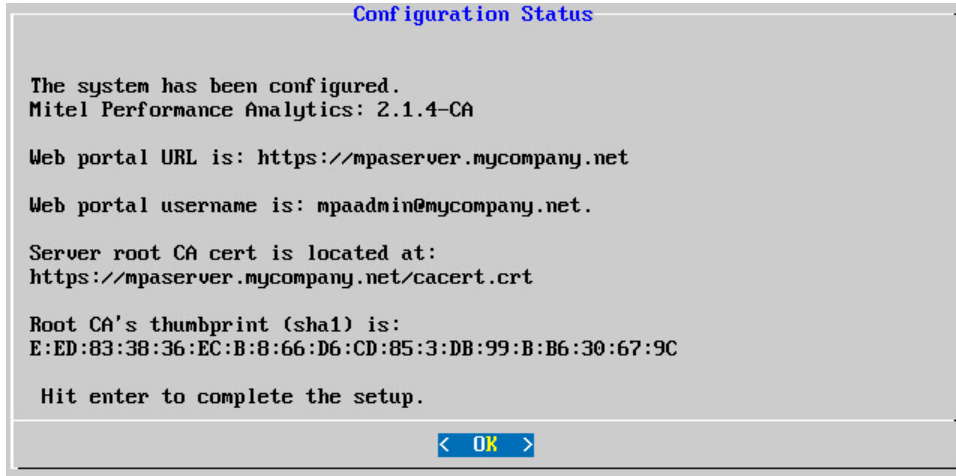 Configuration Status
The system has been configured.
Mitel Performance Analytics: 2.1.4-CA
Web portal URL is: https://mpaserver.mycompany.net
Web portal username is: mpaadmin@mycompany.net.
Server root CA cert is located at:
https://mpaserver.mycompany.net/cacert.crt
Root CA's thumbprint (sha1) is:
E:ED:83:38:36:EC:B:8:66:D6:CD:85:3:DB:99:B:B6:30:67:9C
Hit enter to complete the setup.
< OK >